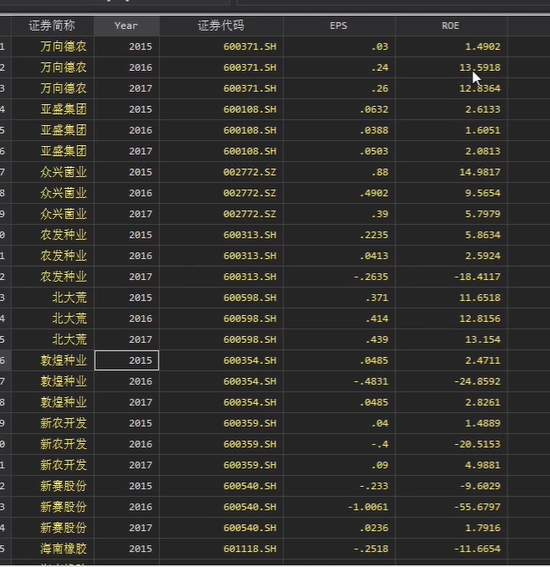 证券简称 Year 证券代码 EPS ROE
1 万向德农 2015 600371.SH .03 1.4902
2 万向德农 2016 600371.SH .24 13.5918
3 万向德农 2017 600371.SH .26 12.8364
4 亚盛集团 2015 600108.SH .0632 2.6133
5 亚盛集团 2016 600108.SH .0388 1.6051
6 亚盛集团 2017 600108.SH .0503 2.0813
7 众兴菌业 2015 002772.SZ .88 14.9817
8 众兴菌业 2016 002772.SZ .4902 9.5654
9 众兴菌业 2017 002772.SZ .39 5.7979
0 农发种业 2015 600313.SH .2235 5.8634
1 农发种业 2016 600313.SH .0413 2.5924
2 农发种业 2017 600313.SH -.2635 -18.4117
3 北大荒 2015 600598.SH .371 11.6518
4 北大荒 2016 600598.SH .414 12.8156
5 北大荒 2017 600598.SH .439 13.154
6 敦煌种业 2015 600354.SH .0485 2.4711
7 敦煌种业 2016 600354.SH -.4831 -24.8592
8 敦煌种业 2017 600354.SH .0485 2.8261
9 新农开发 2015 600359.SH .04 1.4889
0 新农开发 2016 600359.SH -.4 -20.5153
1 新农开发 2017 600359.SH .09 4.9881
2 新赛股份 2015 600540.SH -.233 -9.6029
3 新赛股份 2016 600540.SH -1.0061 -55.6797
4 新赛股份 2017 600540.SH .0236 1.7916
5 海南橡胶 2015 601118.SH -.2518 -11.6654